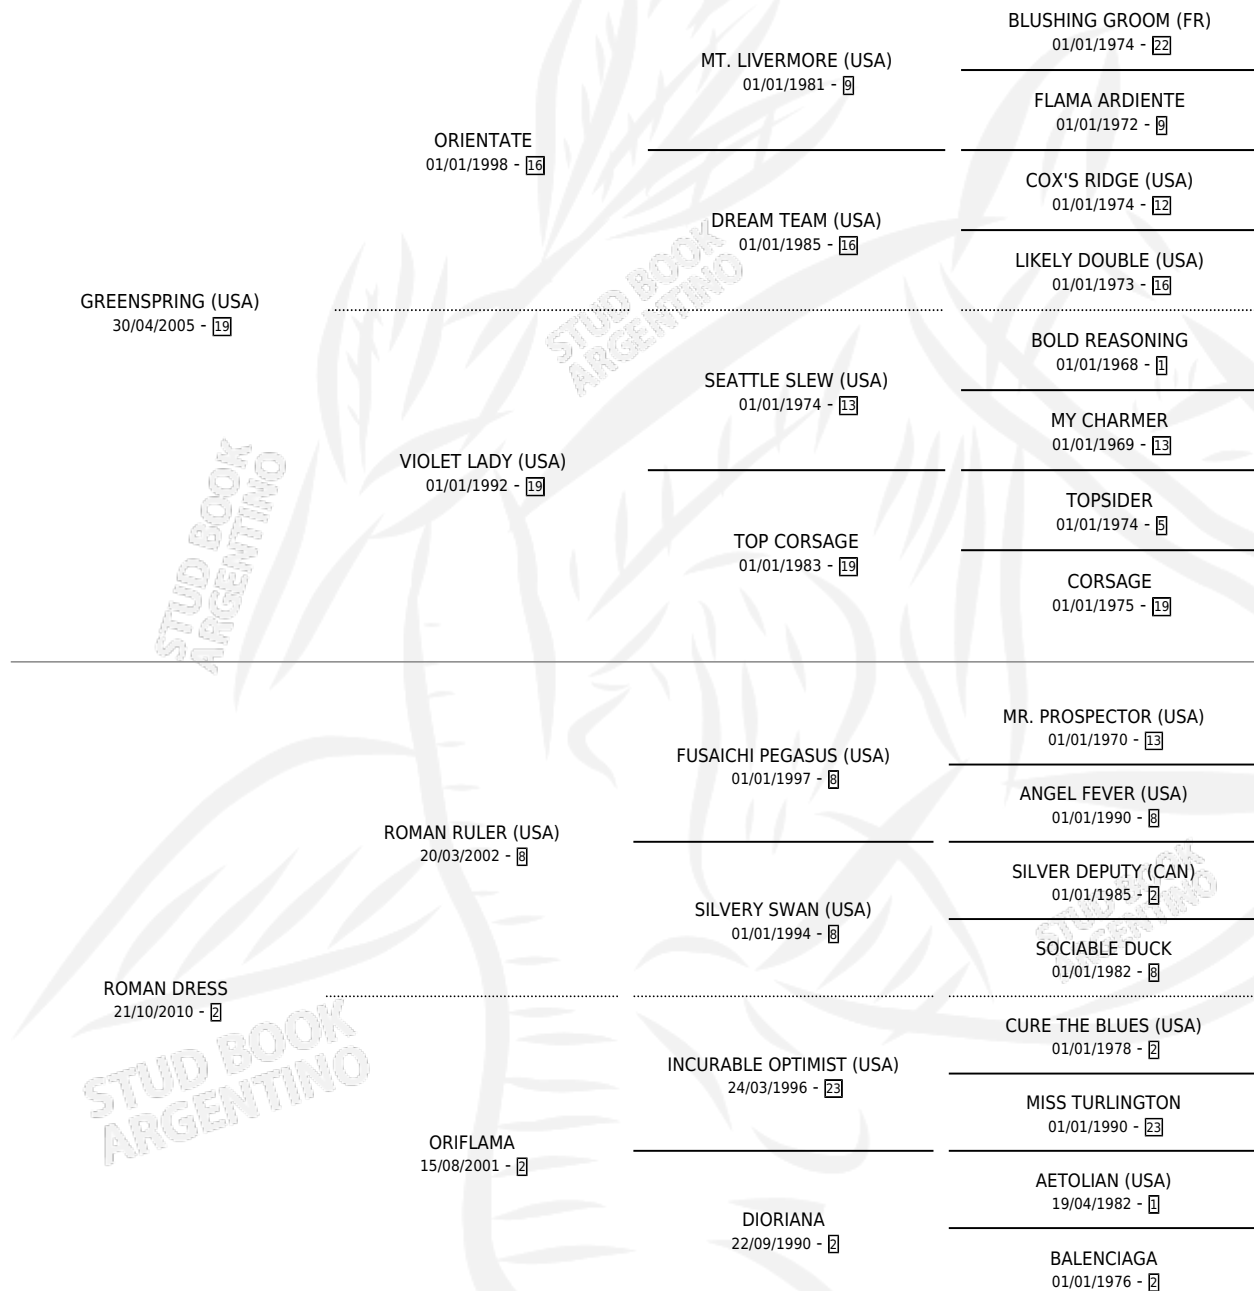 BLUSHING GROOM (FR)
01/01/1974 - 22
MT. LIVERMORE (USA)
01/01/1981 - 9
FLAMA ARDIENTE
01/01/1972 - 9
ORIENTATE
01/01/1998 - 16
COX'S RIDGE (USA)
01/01/1974 - 12
DREAM TEAM (USA)
01/01/1985 - 16
LIKELY DOUBLE (USA)
01/01/1973 - 16
GREENSPRING (USA)
30/04/2005 - 19
STUD BOOK
ARGENTINO
BOLD REASONING
01/01/1968 - 1
SEATTLE SLEW (USA)
01/01/1974 - 13
MY CHARMER
01/01/1969 - 13
VIOLET LADY (USA)
01/01/1992 - 19
TOPSIDER
01/01/1974 - 5
TOP CORSAGE
01/01/1983 - 19
CORSAGE
01/01/1975 - 19
STUD BOOK
ARGENTINO
MR. PROSPECTOR (USA)
01/01/1970 - 13
FUSAICHI PEGASUS (USA)
01/01/1997 - 8
ANGEL FEVER (USA)
01/01/1990 - 8
ROMAN RULER (USA)
20/03/2002 - 8
SILVER DEPUTY (CAN)
01/01/1985 - 2
SILVERY SWAN (USA)
01/01/1994 - 8
STUD BOOK
ARGENTINO
SOCIABLE DUCK
01/01/1982 - 8
ROMAN DRESS
21/10/2010 - 2
CURE THE BLUES (USA)
01/01/1978 - 2
INCURABLE OPTIMIST (USA)
24/03/1996 - 23
STUD BOOK
ARGENTINO
MISS TURLINGTON
01/01/1990 - 23
ORIFLAMA
15/08/2001 - 2
AETOLIAN (USA)
19/04/1982 - 1
DIORIANA
22/09/1990 - 2
BALENCIAGA
01/01/1976 - 2